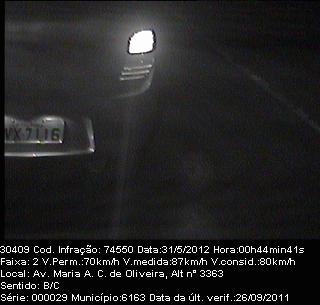 VX7116
30409 Cod. Infração: 74550 Data:31/5/2012 Hora:00h44min41s
Faixa: 2 V.Perm.:70km/h V.medida:87km/h V.consid.:80km/h
Local: Av. Maria A. C. de Oliveira, Alt nº 3363
Sentido: B/C
Série: 000029 Município:6163 Data da últ. verif.:26/09/2011